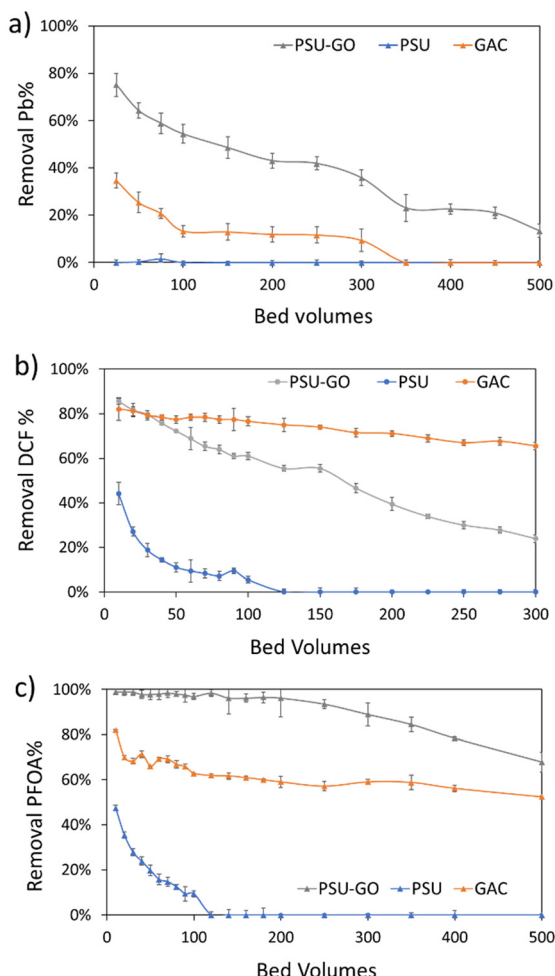 a)
100%
80%
60%
40%
20%
0%
Removal Pb%
PSU-GO PSU GAC
0 100 200 300 400 500
Bed volumes
b)
100%
80%
60%
40%
20%
0%
Removal DCF %
PSU-GO PSU GAC
0 50 100 150 200 250 300
Bed Volumes
c)
100%
80%
60%
40%
20%
0%
Removal PFOA%
PSU-GO PSU GAC
0 100 200 300 400 500
Bed Volumes